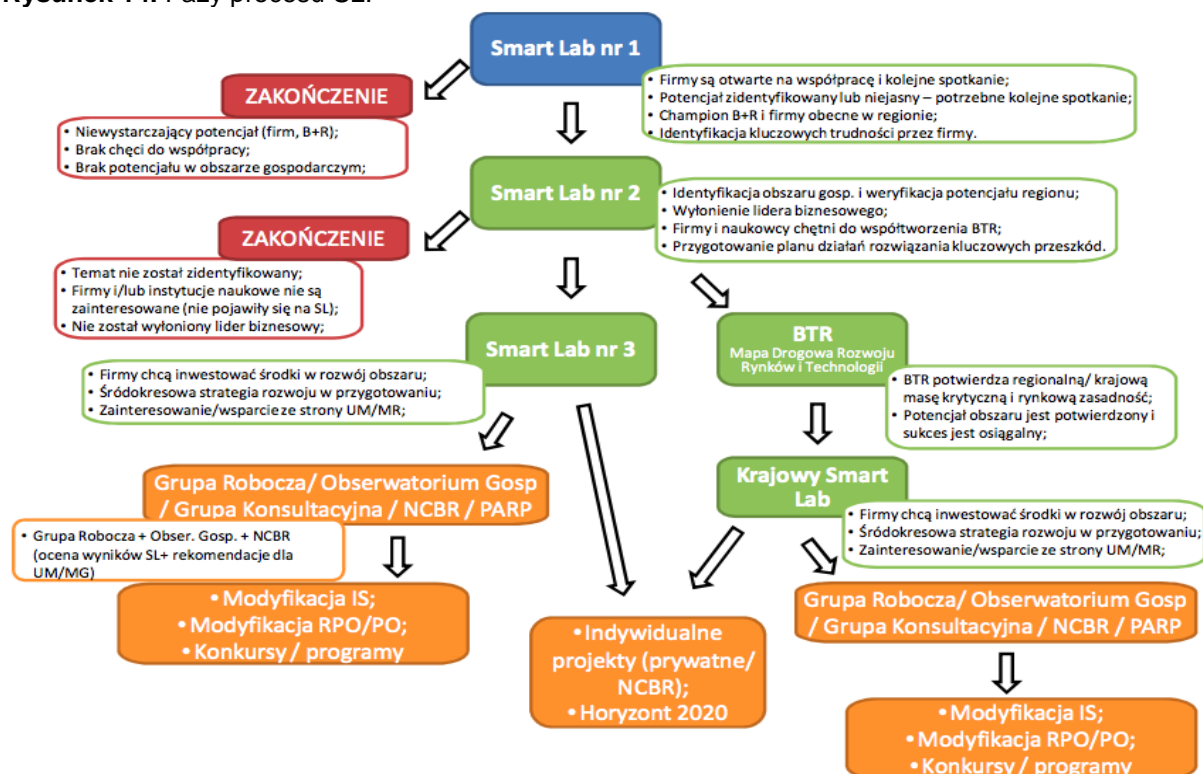 Smart Lab nr 1
ZAKOŃCZENIE
• Niewystarczający potencjał (firm, B+R);
• Brak chęci do współpracy;
• Brak potencjału w obszarze gospodarczym;
• Firmy są otwarte na współpracę i kolejne spotkanie;
• Potencjał zidentyfikowany lub niejasny – potrzebne kolejne spotkanie;
• Champion B+R i firmy obecne w regionie;
• Identyfikacja kluczowych trudności przez firmy.
Smart Lab nr 2
• Identyfikacja obszaru gosp. i weryfikacja potencjału regionu;
• Wyłonienie lidera biznesowego;
• Firmy i naukowcy chętni do współtworzenia BTR;
• Przygotowanie planu działań rozwiązania kluczowych przeszkód.
ZAKOŃCZENIE
• Temat nie został zidentyfikowany;
• Firmy i/lub instytucje naukowe nie są
zainteresowane (nie pojawiły się na SL);
• Nie został wyłoniony lider biznesowy;
Smart Lab nr 3
• Firmy chcą inwestować środki w rozwój obszaru;
• Śródokresowa strategia rozwoju w przygotowaniu;
• Zainteresowanie/wsparcie ze strony UM/MR;
BTR
Mapa Drogowa Rozwoju
Rynków i Technologii
• BTR potwierdza regionalną/ krajową
masę krytyczną i rynkową zasadność;
• Potencjał obszaru jest potwierdzony i
sukces jest osiągalny;
Grupa Robocza/ Obserwatorium Gosp
/ Grupa Konsultacyjna / NCBR / PARP
• Grupa Robocza + Obser. Gosp. + NCBR
(ocena wyników SL+ rekomendacje dla
UM/MG)
• Modyfikacja IS;
• Modyfikacja RPO/PO;
• Konkursy / programy
Krajowy Smart
Lab
• Firmy chcą inwestować środki w rozwój obszaru;
• Śródokresowa strategia rozwoju w przygotowaniu;
• Zainteresowanie/wsparcie ze strony UM/MR;
• Indywidualne
projekty (prywatne/
NCBR);
• Horyzont 2020
Grupa Robocza/ Obserwatorium Gosp
/ Grupa Konsultacyjna / NCBR / PARP
• Modyfikacja IS;
• Modyfikacja RPO/PO;
• Konkursy / programy